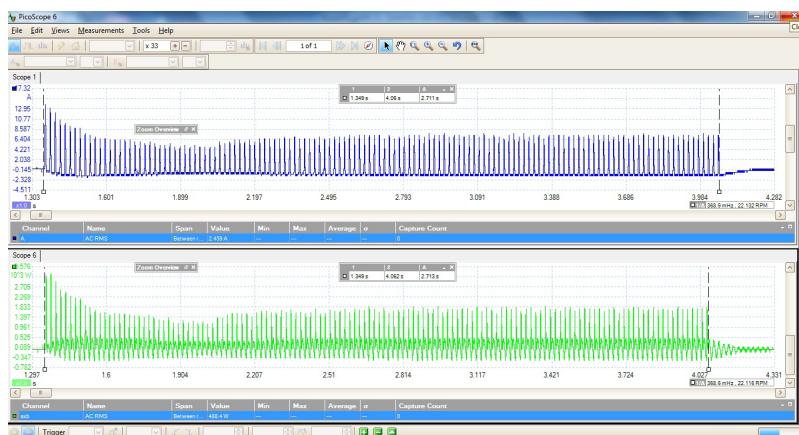 PicoScope 6
File Edit Views Measurements Tools Help
x 33 1 of 1
Scope 1
17.32
A
12.95
10.77
8.587
6.404
4.221
2.038
-0.145
-2.328
-4.511
Zoom Overview
1 2 Δ
1.349 s 4.06 s 2.711 s
1.303 1.601 1.899 2.197 2.495 2.793 3.091 3.388 3.686 3.984 4.282
x1.0 s
368.9 mHz , 22.132 RPM
Channel Name Span Value Min Max Average σ Capture Count
A AC RMS 2.459 A --- --- --- --- 0
Scope 6
2.705
2.269
1.833
1.397
0.961
0.525
0.089
-0.347
-0.782
Zoom Overview
1 2 Δ
1.349 s 4.062 s 2.713 s
1.297 1.6 1.904 2.207 2.51 2.814 3.117 3.421 3.724 4.027 4.331
x1.0 s
368.6 mHz , 22.116 RPM
Channel Name Span Value Min Max Average σ Capture Count
axb AC RMS 488.4 W --- --- --- --- 0
Trigger